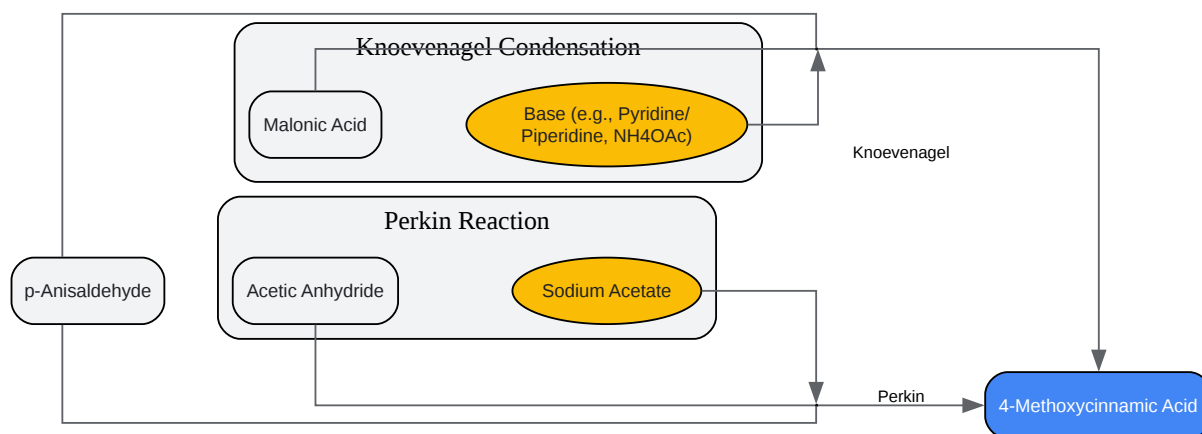 Knoevenagel Condensation
Malonic Acid
Base (e.g., Pyridine/
Piperidine, NH4OAc)
Knoevenagel
Perkin Reaction
p-Anisaldehyde
Acetic Anhydride
Sodium Acetate
Perkin
4-Methoxycinnamic Acid